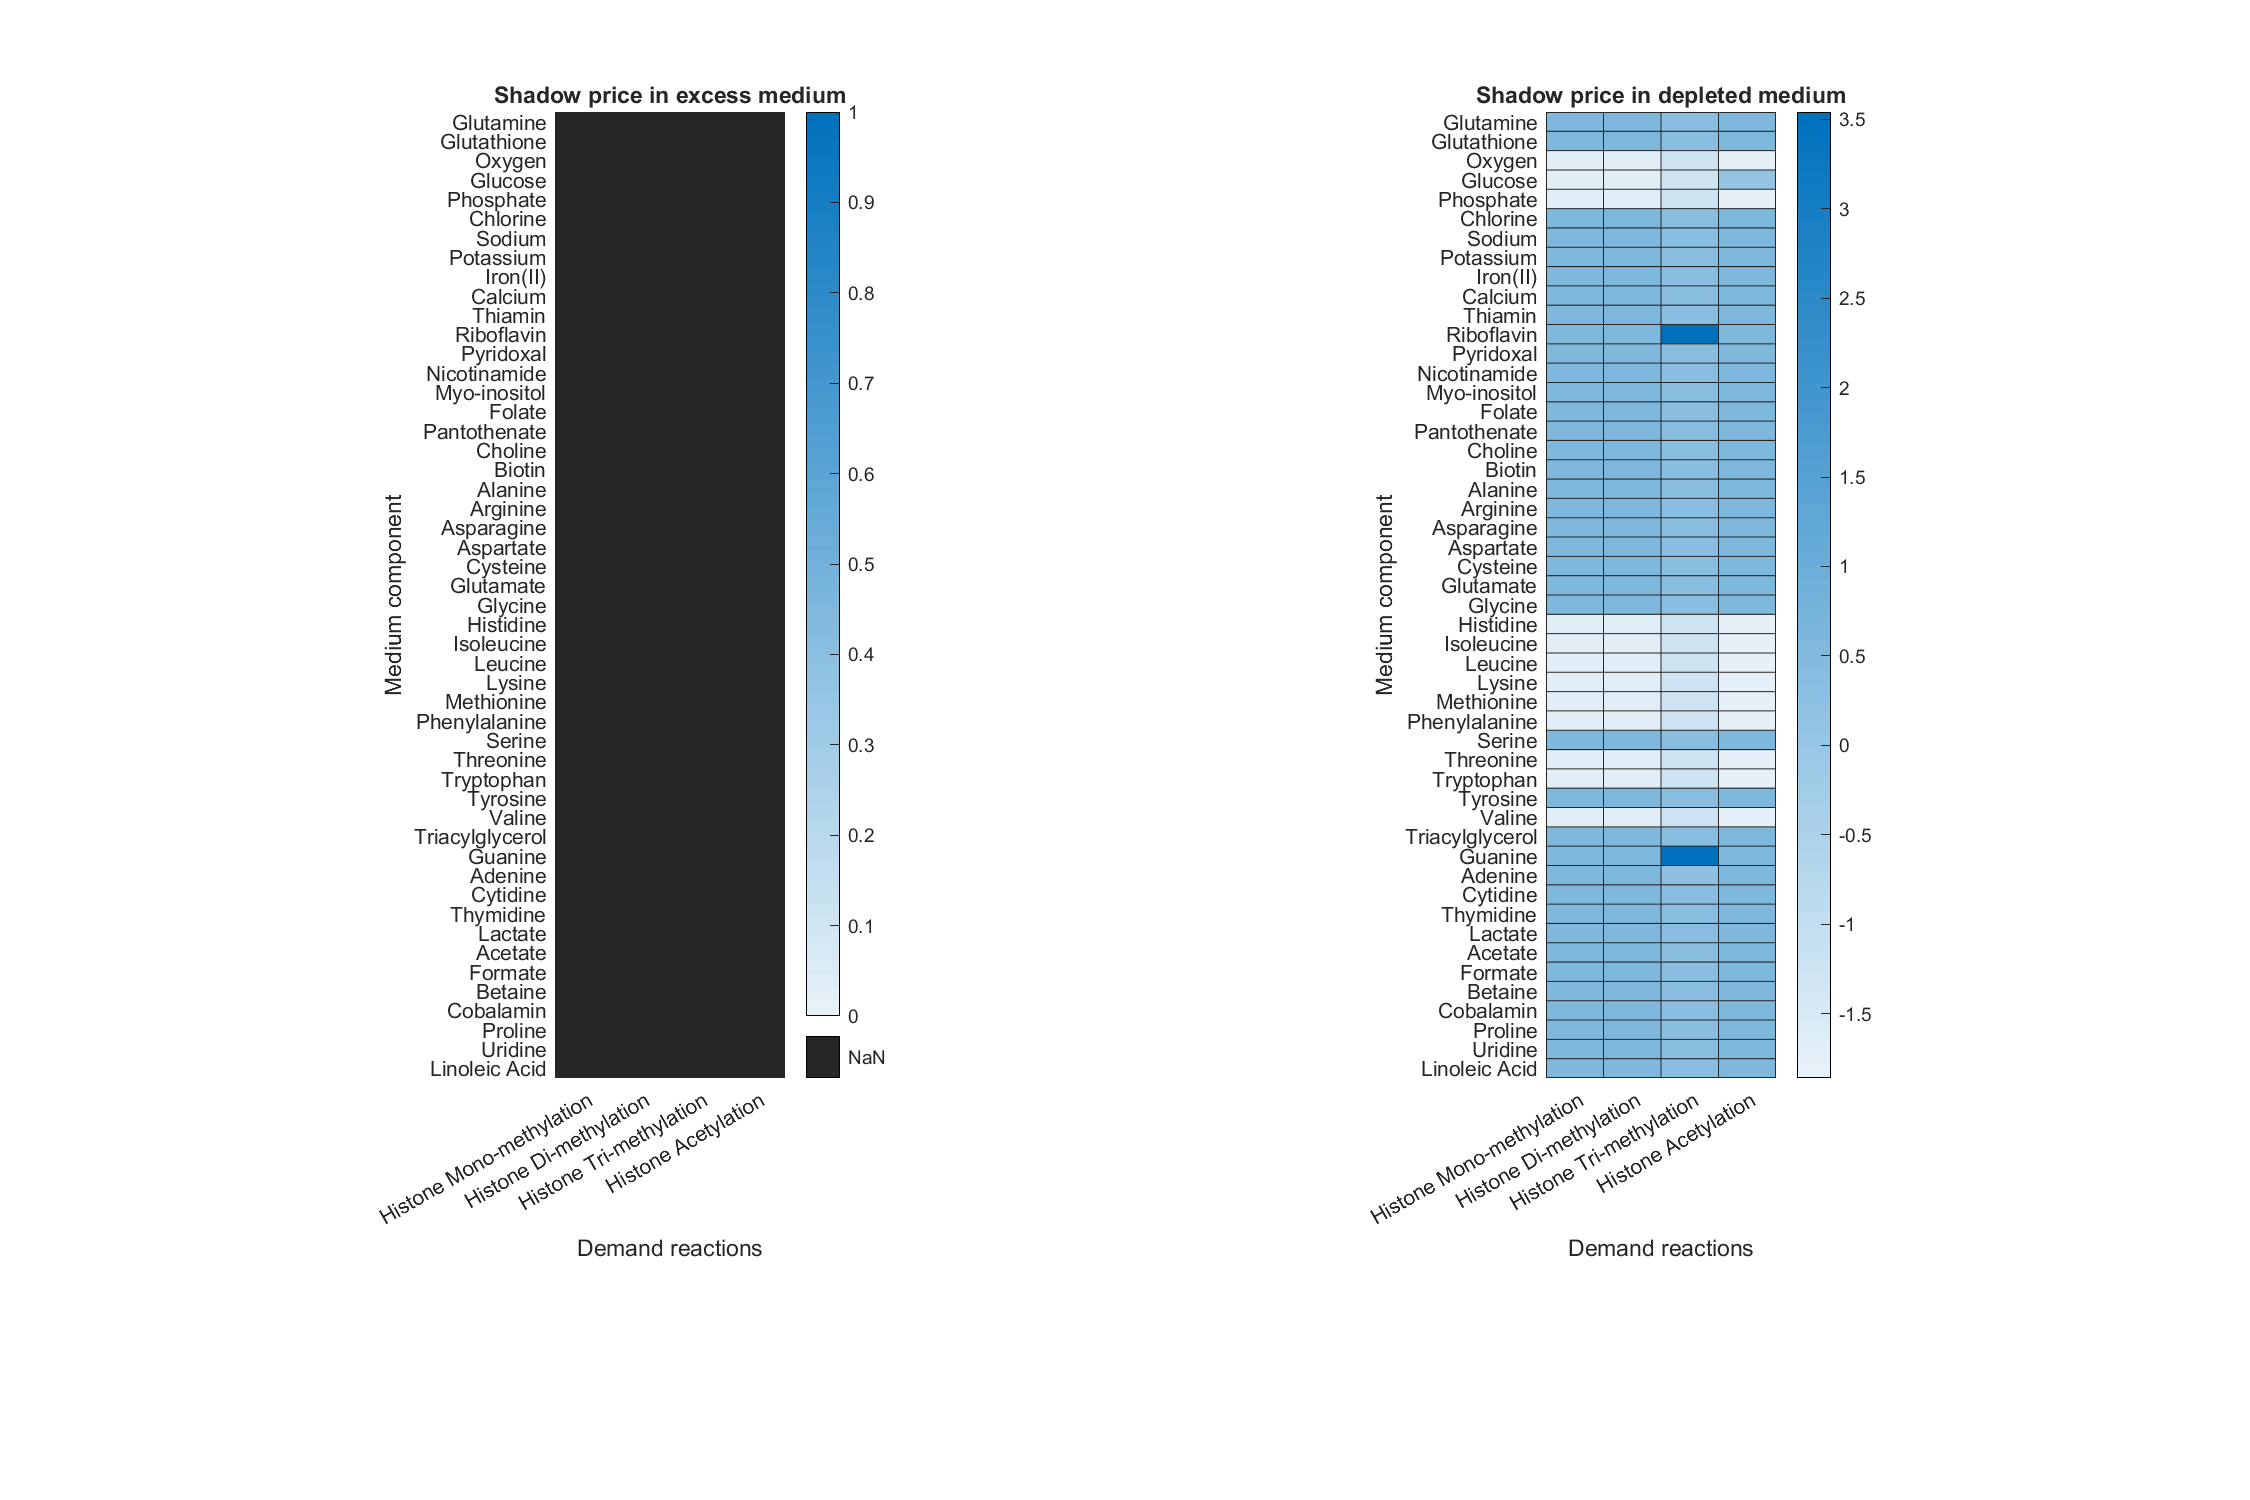 Shadow price in excess medium
Medium component
Glutamine
Glutathione
Oxygen
Glucose
Phosphate
Chlorine
Sodium
Potassium
Iron(II)
Calcium
Thiamin
Riboflavin
Pyridoxal
Nicotinamide
Myo-inositol
Folate
Pantothenate
Choline
Biotin
Alanine
Arginine
Asparagine
Aspartate
Cysteine
Glutamate
Glycine
Histidine
Isoleucine
Leucine
Lysine
Methionine
Phenylalanine
Serine
Threonine
Tryptophan
Tyrosine
Valine
Triacylglycerol
Guanine
Adenine
Cytidine
Thymidine
Lactate
Acetate
Formate
Betaine
Cobalamin
Proline
Uridine
Linoleic Acid
1
0.9
0.8
0.7
0.6
0.5
0.4
0.3
0.2
0.1
0
NaN
Histone Mono-methylation
Histone Di-methylation
Histone Tri-methylation
Histone Acetylation
Demand reactions
Shadow price in depleted medium
Medium component
Glutamine
Glutathione
Oxygen
Glucose
Phosphate
Chlorine
Sodium
Potassium
Iron(II)
Calcium
Thiamin
Riboflavin
Pyridoxal
Nicotinamide
Myo-inositol
Folate
Pantothenate
Choline
Biotin
Alanine
Arginine
Asparagine
Aspartate
Cysteine
Glutamate
Glycine
Histidine
Isoleucine
Leucine
Lysine
Methionine
Phenylalanine
Serine
Threonine
Tryptophan
Tyrosine
Valine
Triacylglycerol
Guanine
Adenine
Cytidine
Thymidine
Lactate
Acetate
Formate
Betaine
Cobalamin
Proline
Uridine
Linoleic Acid
3.5
3
2.5
2
1.5
1
0.5
0
-0.5
-1
-1.5
Histone Mono-methylation
Histone Di-methylation
Histone Tri-methylation
Histone Acetylation
Demand reactions